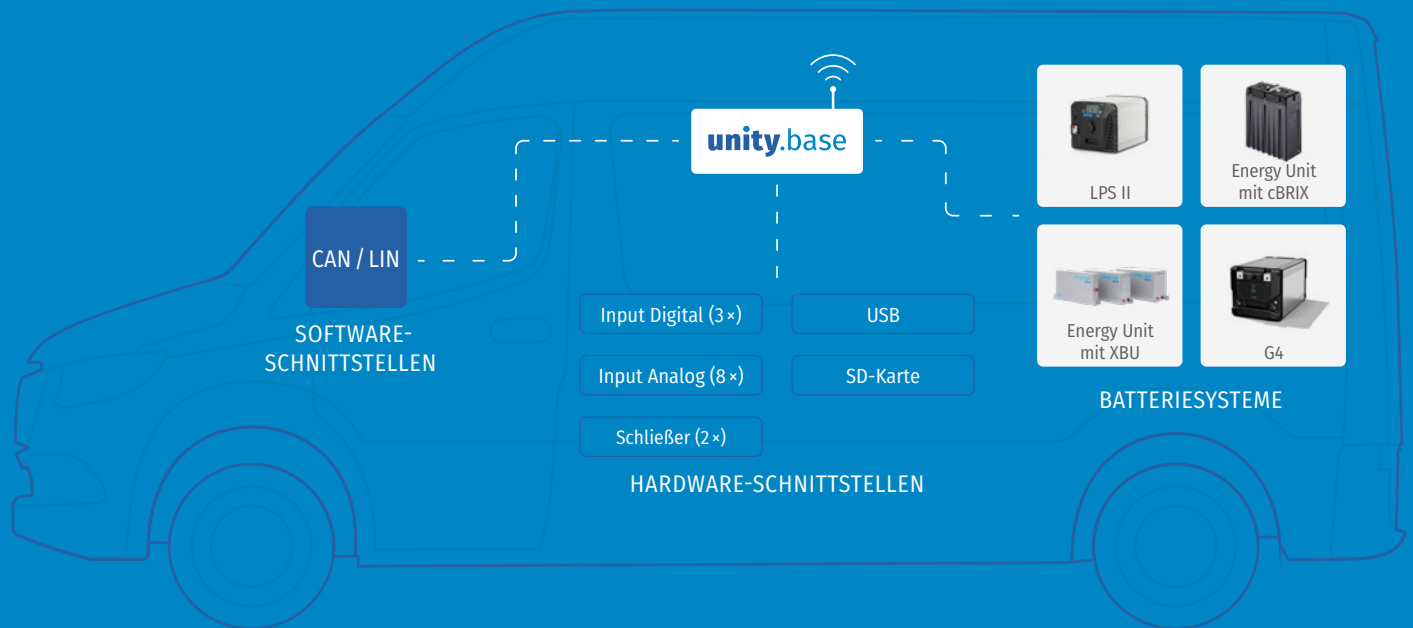 unity.base
CAN / LIN
SOFTWARE-
SCHNITTSTELLEN
Input Digital (3×)
USB
Input Analog (8×)
SD-Karte
Schließer (2×)
HARDWARE-SCHNITTSTELLEN
LPS II
Energy Unit
mit cBRIX
Energy Unit
mit XBU
G4
BATTERIESYSTEME